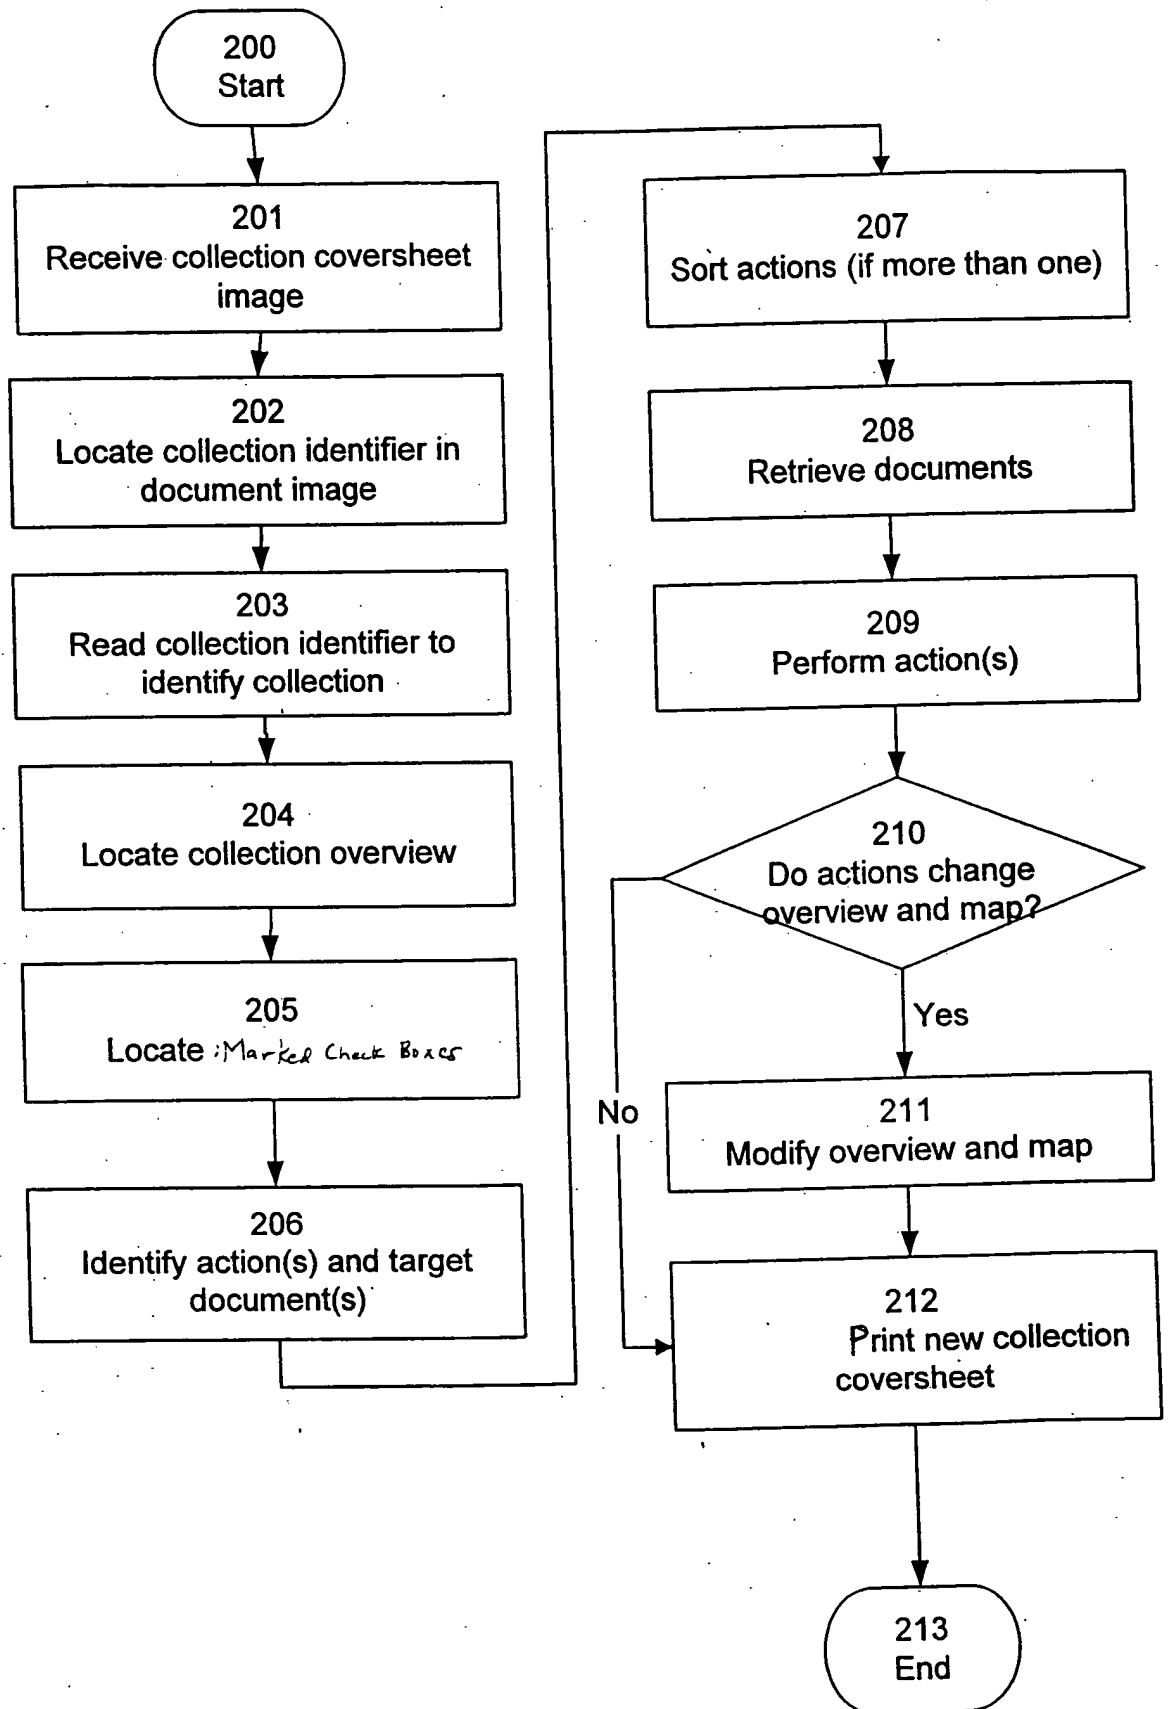 200
Start
201
Receive collection coversheet
image
202
Locate collection identifier in
document image
203
Read collection identifier to
identify collection
204
Locate collection overview
205
Locate Marked Check Boxes
206
Identify action(s) and target
document(s)
207
Sort actions (if more than one)
208
Retrieve documents
209
Perform action(s)
210
Do actions change
overview and map?
Yes
No
211
Modify overview and map
212
Print new collection
coversheet
213
End